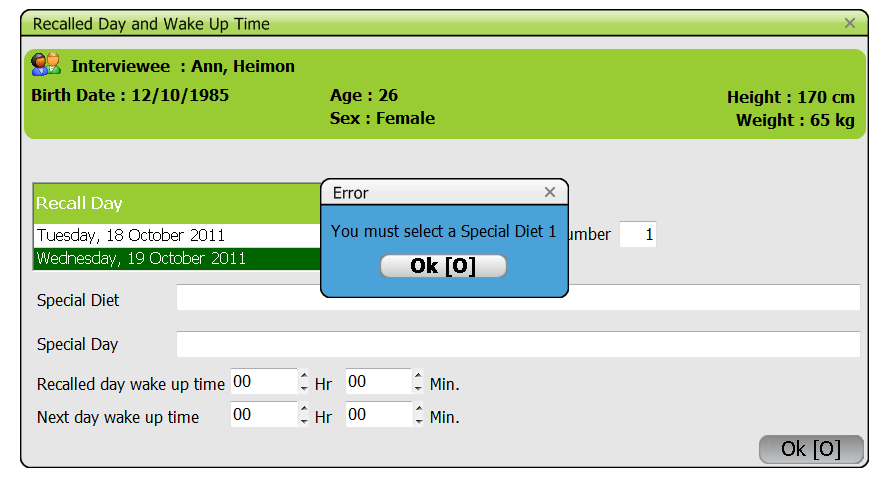 Recalled Day and Wake Up Time
Interviewee : Ann, Heimon
Birth Date : 12/10/1985
Age : 26
Sex : Female
Height : 170 cm
Weight : 65 kg
Recall Day
Tuesday, 18 October 2011
Wednesday, 19 October 2011
Error
You must select a Special Diet 1
Ok [O]
1
Special Diet
Special Day
Recalled day wake up time 00 Hr 00 Min.
Next day wake up time 00 Hr 00 Min.
Ok [O]